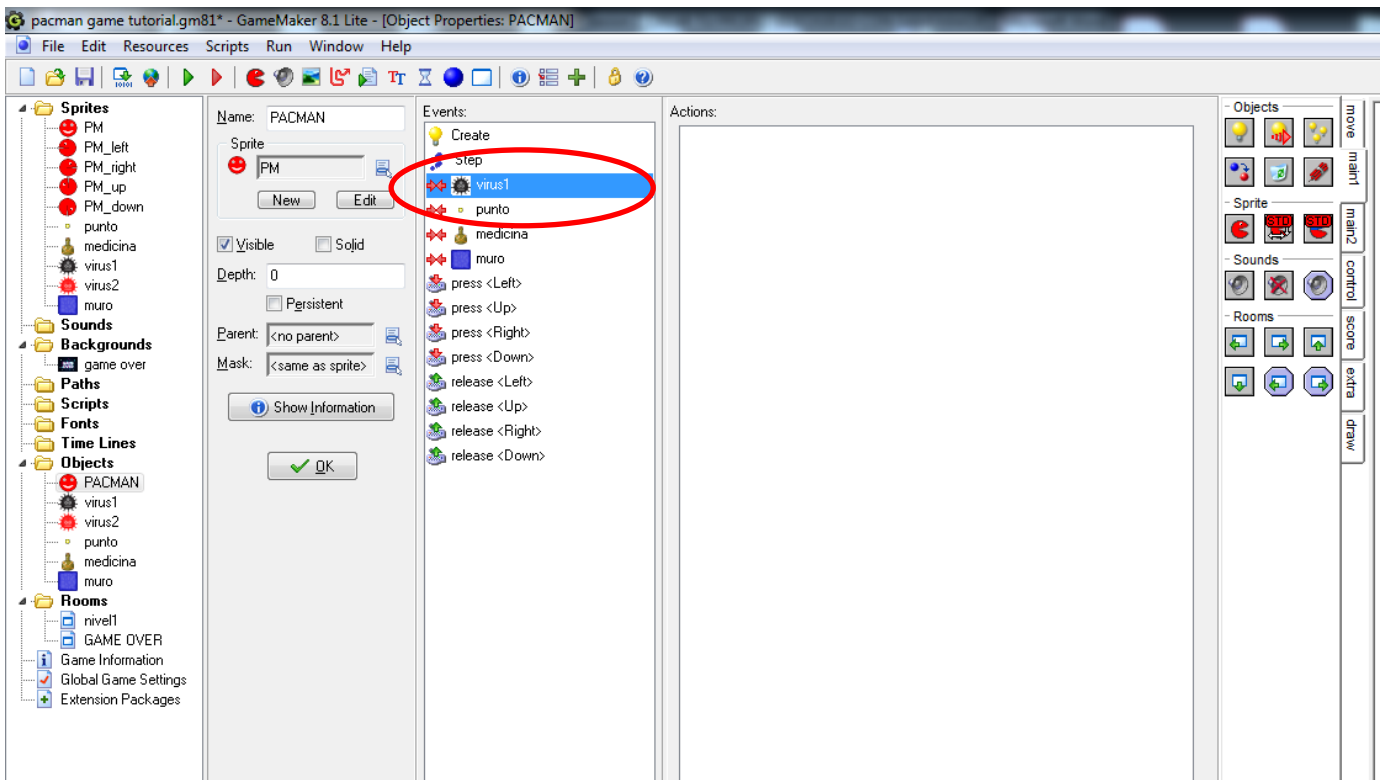 pacman game tutorial.gm81* - GameMaker 8.1 Lite - [Object Properties: PACMAN]
File Edit Resources Scripts Run Window Help
Sprites
PM
PM_left
PM_right
PM_up
PM_down
punto
medicina
virus1
virus2
muro
Sounds
Backgrounds
game over
Paths
Scripts
Fonts
Time Lines
Objects
PACMAN
virus1
virus2
punto
medicina
muro
Rooms
nivel1
GAME OVER
Game Information
Global Game Settings
Extension Packages
Name: PACMAN
Sprite
PM
New Edit
Visible Solid
Depth: 0
Persistent
Parent: <no parent>
Mask: <same as sprite>
Show Information
OK
Events:
Create
Step
virus1
punto
medicina
muro
press <Left>
press <Up>
press <Right>
press <Down>
release <Left>
release <Up>
release <Right>
release <Down>
Actions:
Objects
Sprite
Sounds
Rooms
move
main1
main2
control
score
extra
draw